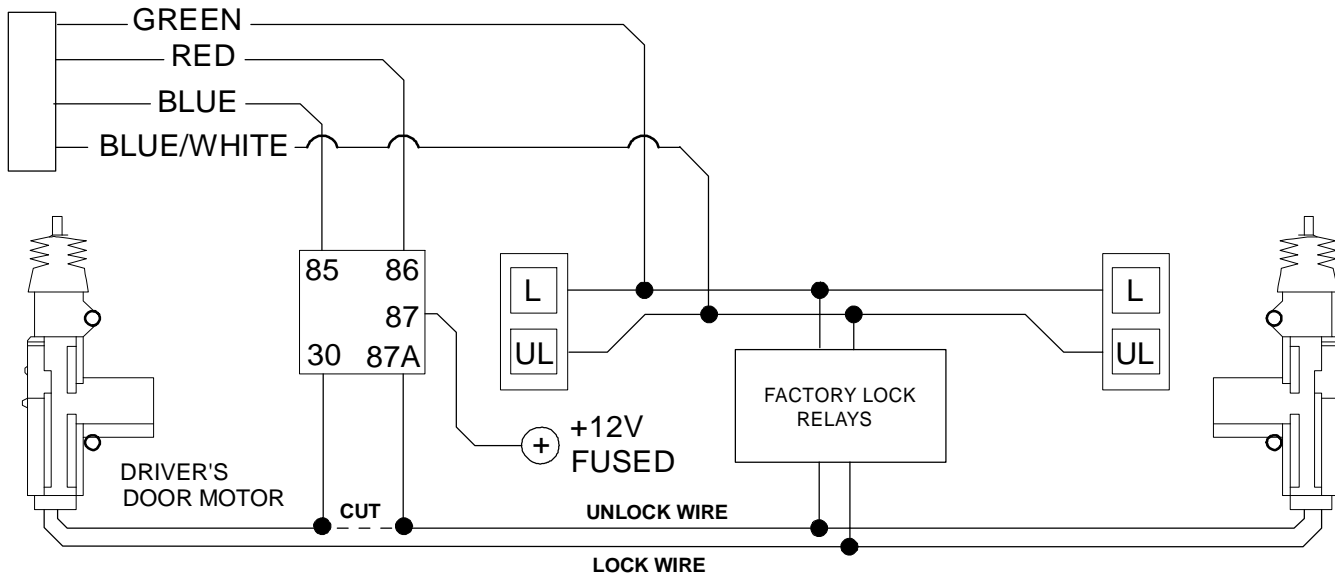 GREEN
RED
BLUE
BLUE/WHITE
85 86
87
30 87A
L
UL
L
UL
FACTORY LOCK
RELAYS
+
+12V
FUSED
DRIVER'S
DOOR MOTOR
CUT
UNLOCK WIRE
LOCK WIRE